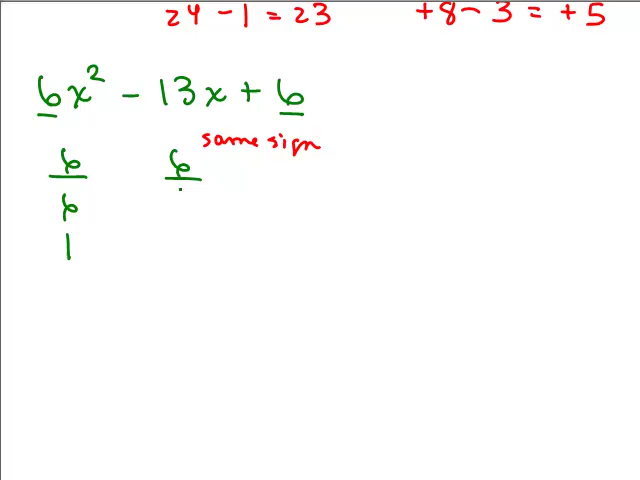 24 - 1 = 23
+8 - 3 = +5
6x² - 13x + 6
same sign
6 6
6
1